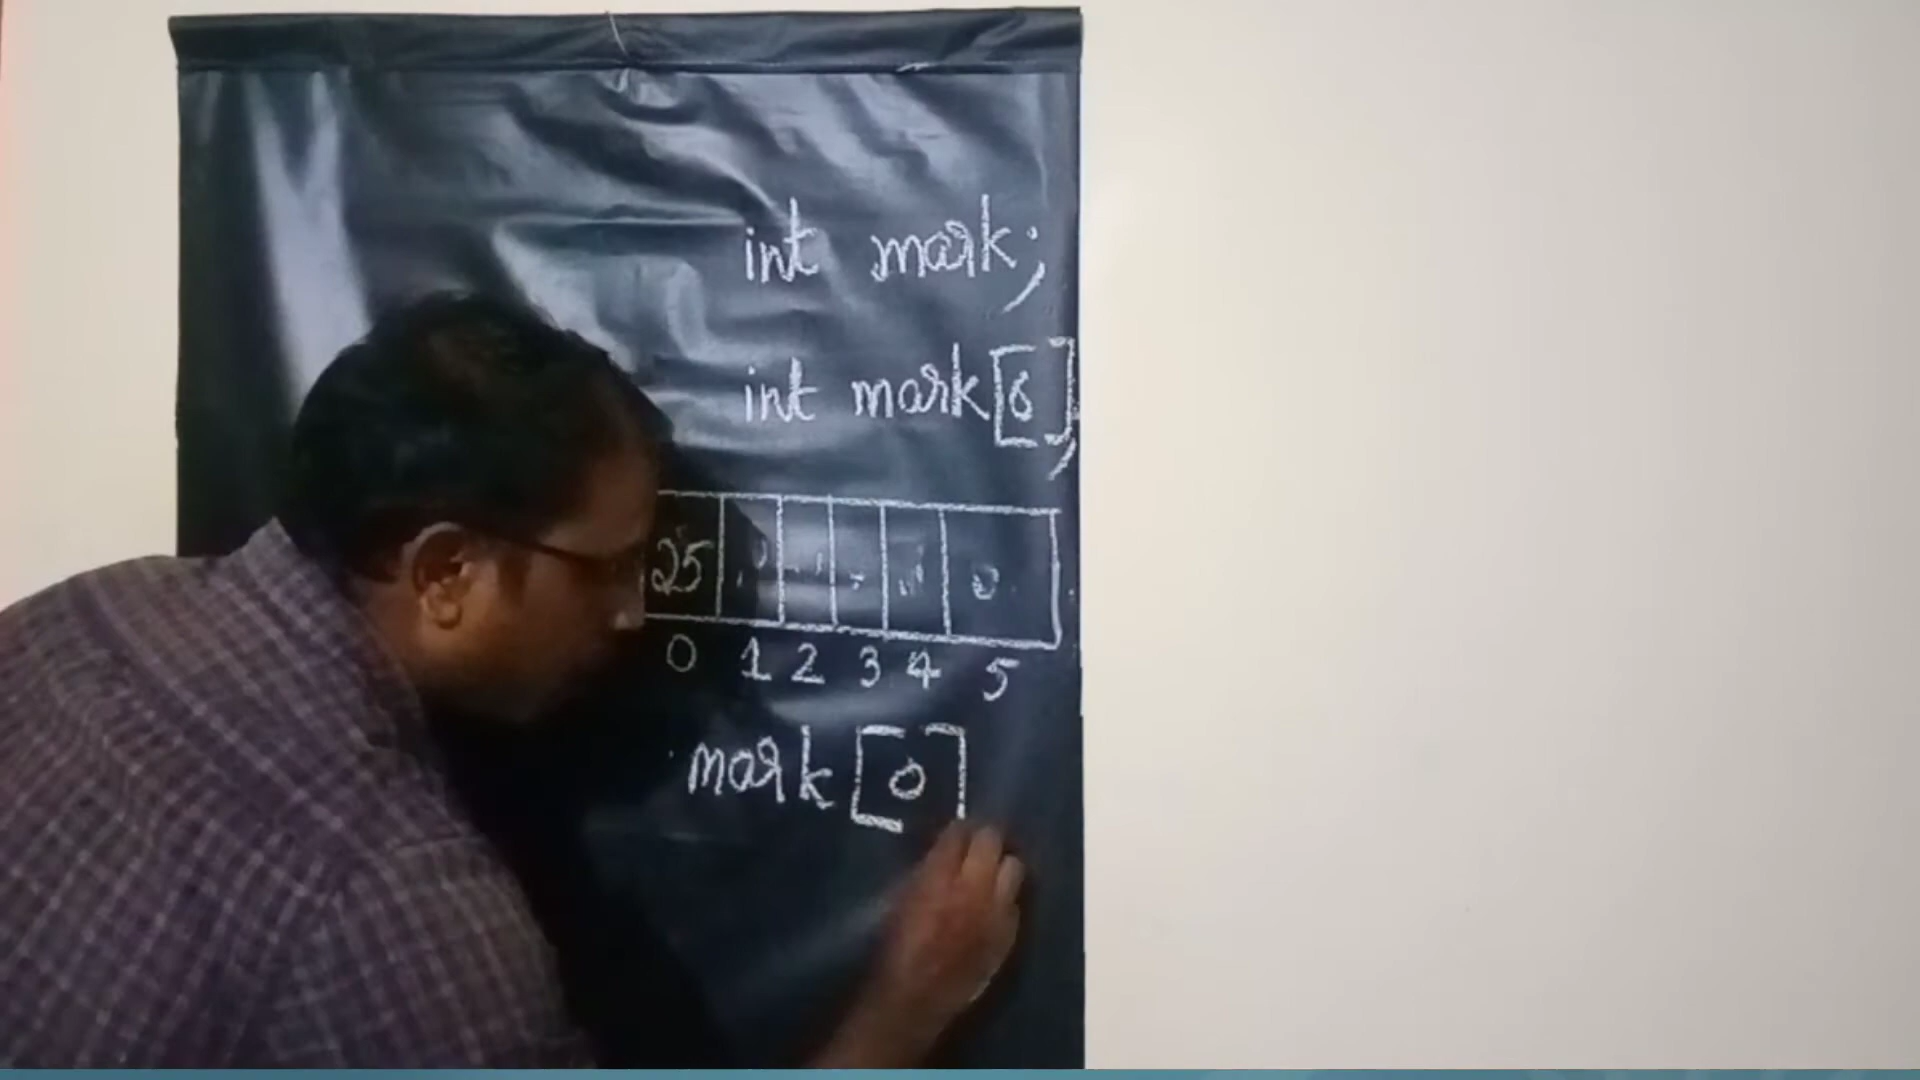 int mark;
int mark[6];
25
0 1 2 3 4 5
mark[0]